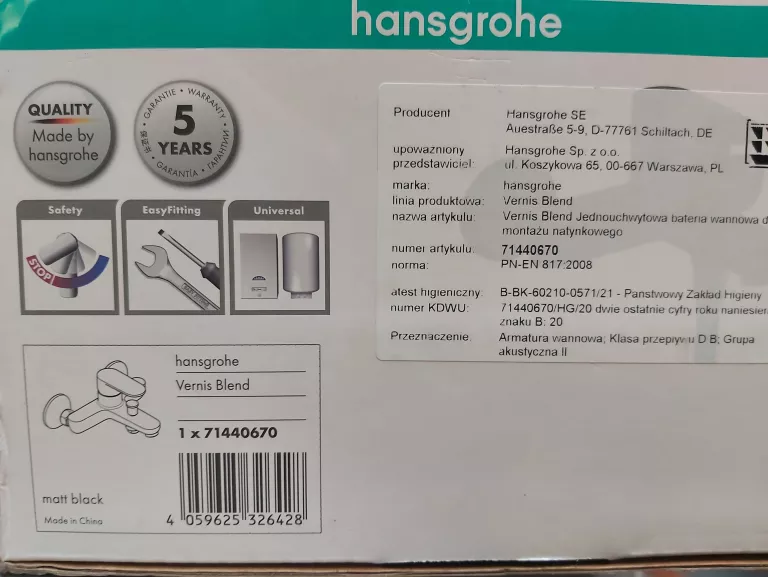 hansgrohe
QUALITY
Made by
hansgrohe
GARANTIE • WARRANTY
5
YEARS
GARANTÍA • ГАРАНТИЯ
Safety
EasyFitting
Universal
STOP
hansgrohe
Vernis Blend
1 x 71440670
matt black
Made in China
4 059625 326428
Producent
Hansgrohe SE
Auestraße 5-9, D-77761 Schiltach, DE
upoważniony
przedstawiciel:
Hansgrohe Sp. z o.o.
ul. Koszykowa 65, 00-667 Warszawa, PL
marka:
hansgrohe
linia produktowa:
Vernis Blend
nazwa artykułu:
Vernis Blend Jednouchwytowa bateria wannowa d
montażu natynkowego
numer artykułu:
71440670
norma:
PN-EN 817:2008
atest higieniczny:
B-BK-60210-0571/21 - Państwowy Zakład Higieny
numer KDWU:
71440670/HG/20 dwie ostatnie cyfry roku naniesien
znaku B: 20
Przeznaczenie:
Armatura wannowa; Klasa przepływu D B; Grupa
akustyczna II